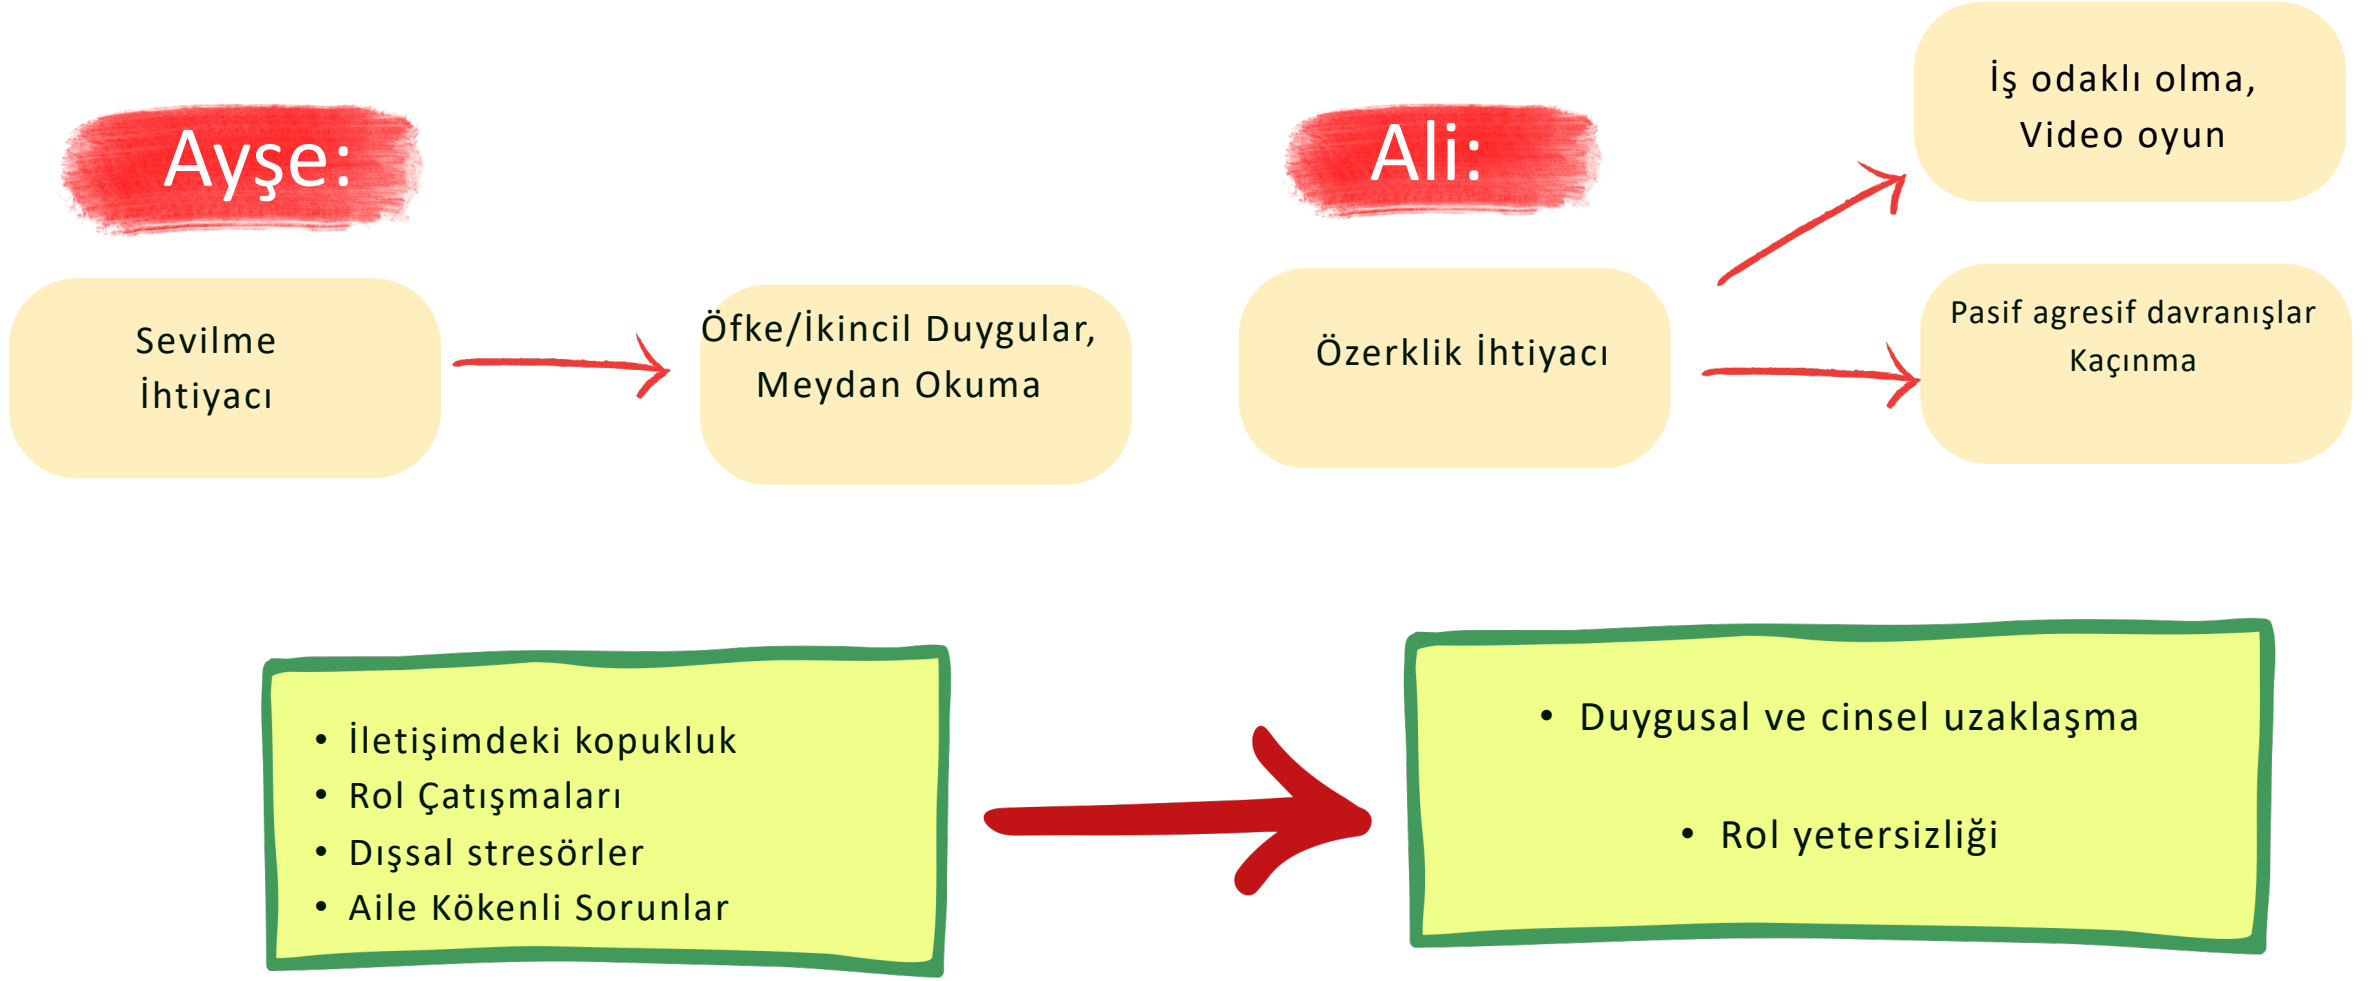 Ayşe:
Sevilme
İhtiyacı
Öfke/İkincil Duygular,
Meydan Okuma
Ali:
Özerklik İhtiyacı
İş odaklı olma,
Video oyun
Pasif agresif davranışlar
Kaçınma
• İletişimdeki kopukluk
• Rol Çatışmaları
• Dışsal stresörler
• Aile Kökenli Sorunlar
• Duygusal ve cinsel uzaklaşma
• Rol yetersizliği